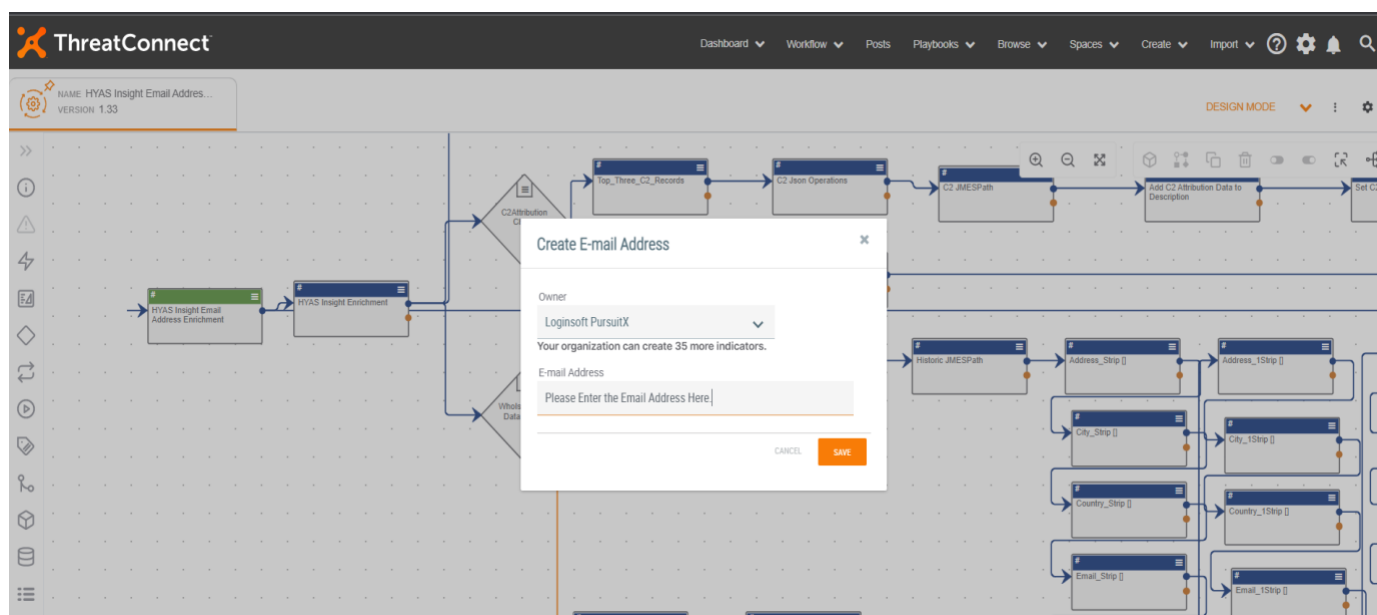 ThreatConnect
Dashboard Workflow Posts Playbooks Browse Spaces Create Import
NAME HYAS Insight Email Addres...
VERSION 1.33
DESIGN MODE
Top_Three_C2_Records
C2 Json Operations
C2 JMESPath
Add C2 Attribution Data to
Description
C2Attribution
Create E-mail Address
Owner
Loginsoft PursuitX
Your organization can create 35 more indicators.
E-mail Address
Please Enter the Email Address Here.
CANCEL SAVE
#
HYAS Insight Email
Address Enrichment
#
HYAS Insight Enrichment
Data
Historic JMESPath
Address_Strip []
Address_1Strip []
City_Strip []
City_1Strip []
Country_Strip []
Country_1Strip []
Email_Strip []
Email_1Strip []